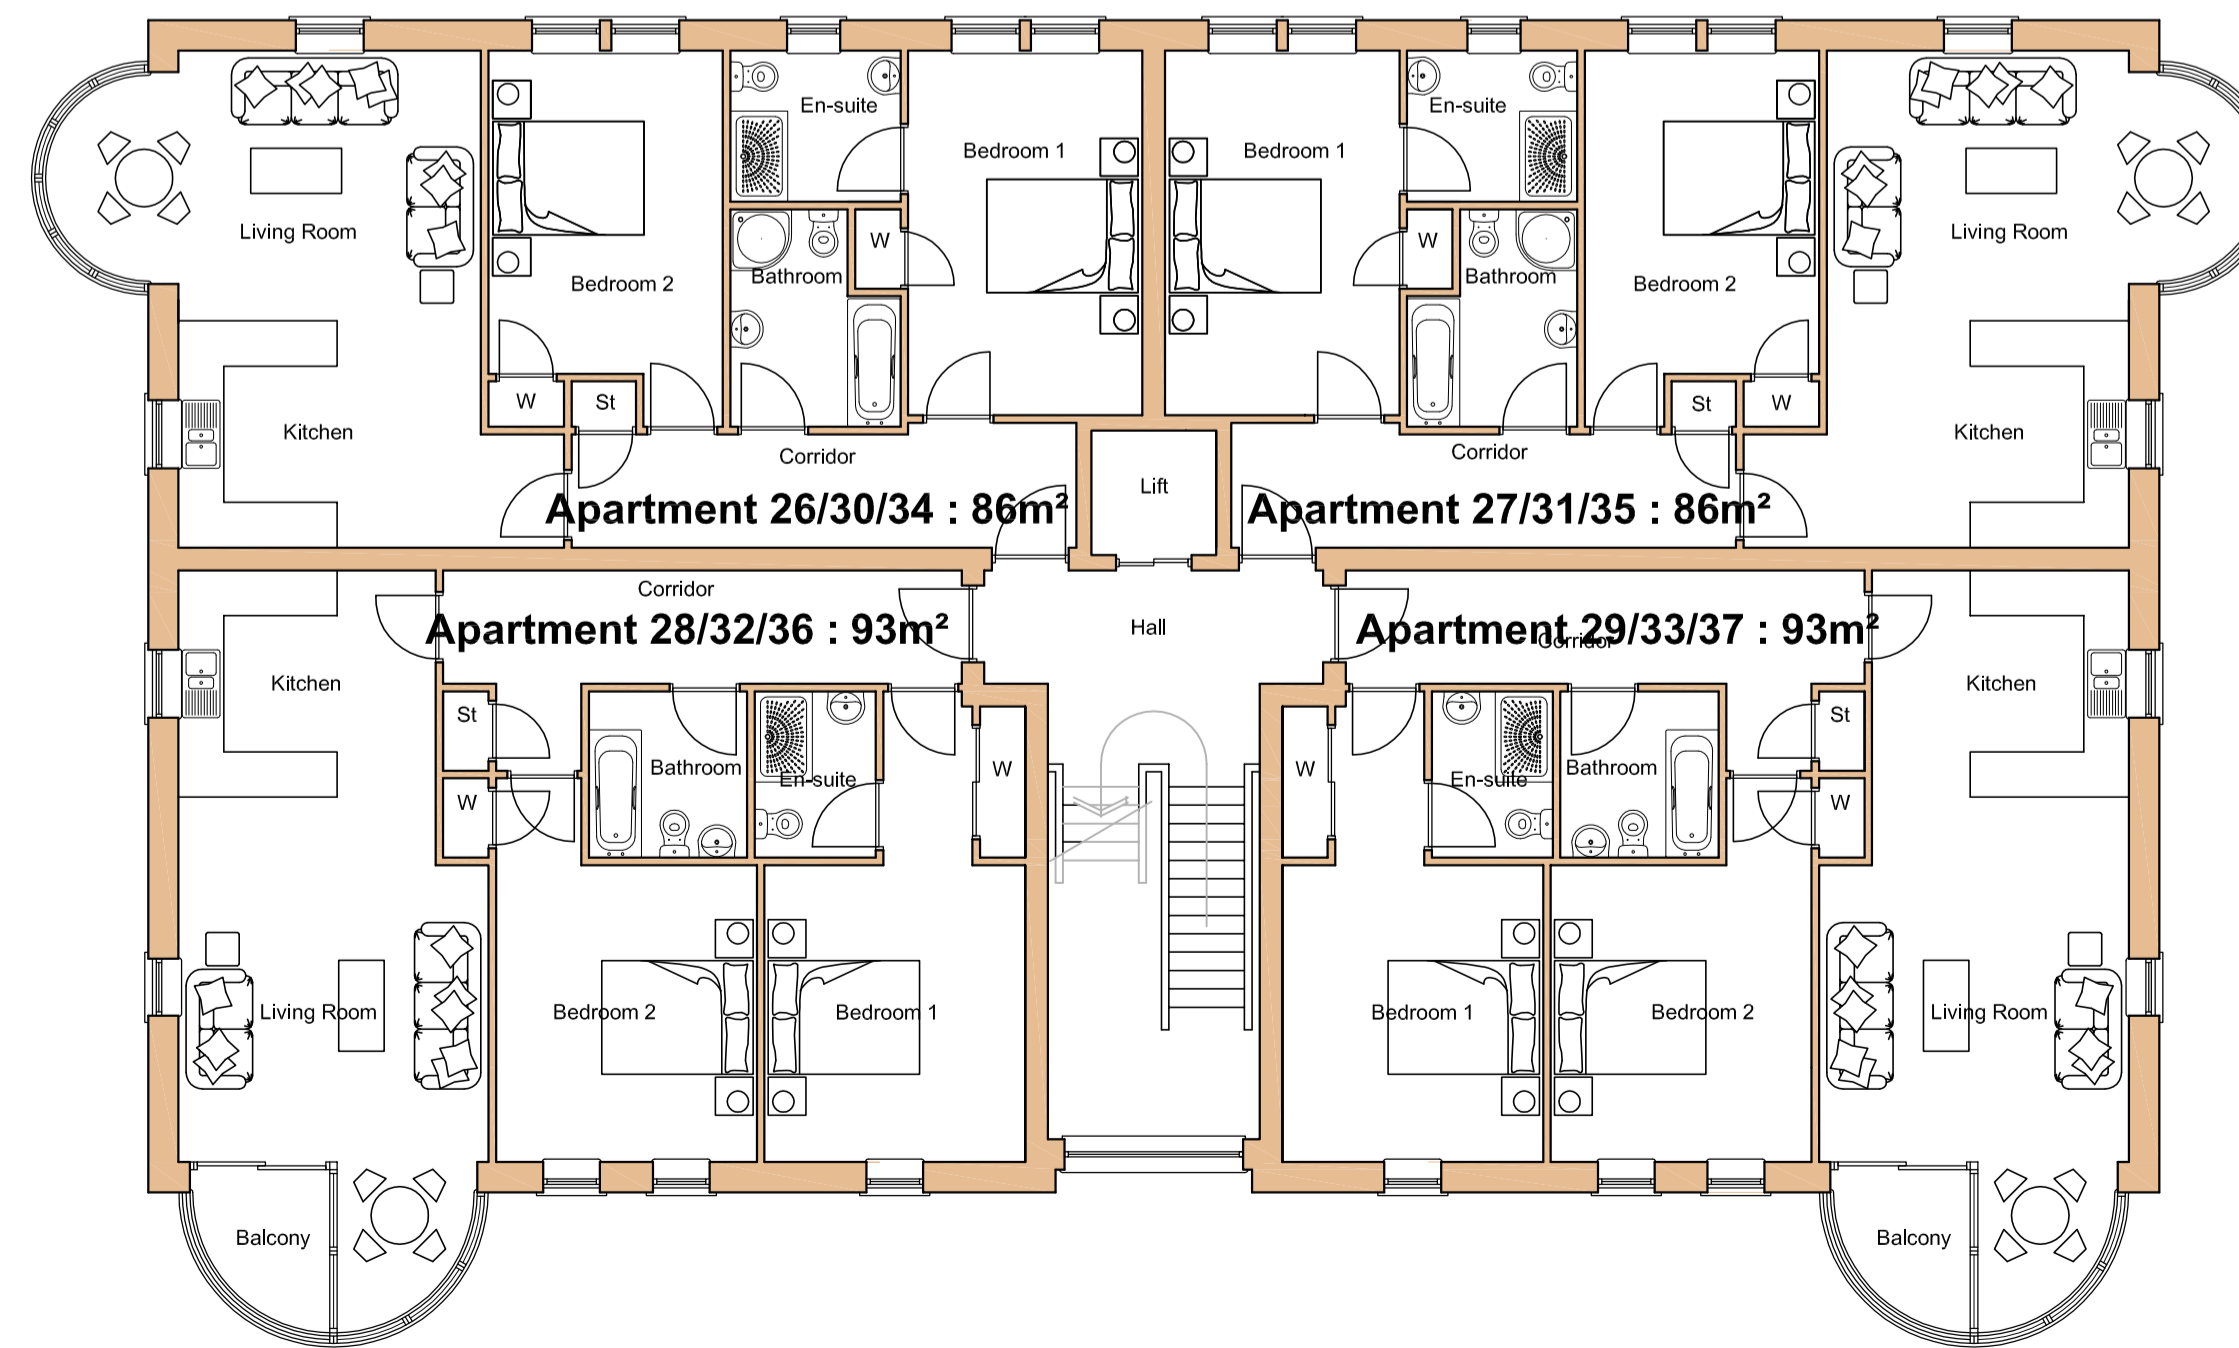 En-suite
En-suite
Bedroom 1
Bedroom 1
Living Room
W
W
Living Room
Bathroom
Bathroom
Bedroom 2
Bedroom 2
W
St
St
W
Kitchen
Kitchen
Corridor
Corridor
Lift
Apartment 26/30/34 : 86m²
Apartment 27/31/35 : 86m²
Corridor
Hall
Apartment 28/32/36 : 93m²
Apartment 29/33/37 : 93m²
Corridor
Kitchen
Kitchen
St
St
Bathroom
En-suite
W
W
En-suite
Bathroom
W
W
Living Room
Bedroom 2
Bedroom 1
Bedroom 1
Bedroom 2
Living Room
Balcony
Balcony